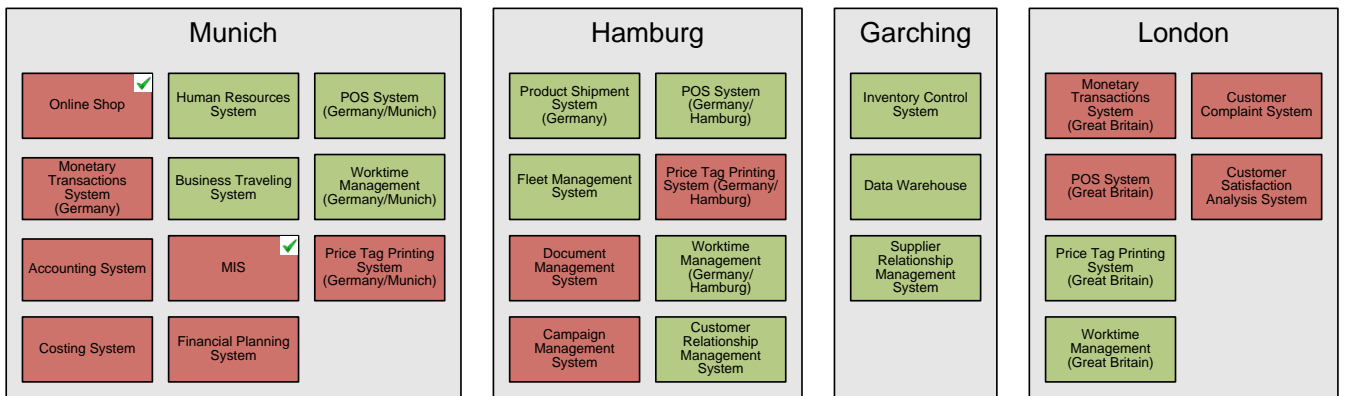 Munich
Online Shop
Human Resources
System
POS System
(Germany/Munich)
Monetary
Transactions
System
(Germany)
Business Traveling
System
Worktime
Management
(Germany/Munich)
Accounting System
MIS
Price Tag Printing
System
(Germany/Munich)
Costing System
Financial Planning
System
Hamburg
Product Shipment
System
(Germany)
POS System
(Germany/
Hamburg)
Fleet Management
System
Price Tag Printing
System (Germany/
Hamburg)
Document
Management
System
Worktime
Management
(Germany/
Hamburg)
Campaign
Management
System
Customer
Relationship
Management
System
Garching
Inventory Control
System
Data Warehouse
Supplier
Relationship
Management
System
London
Monetary
Transactions
System
(Great Britain)
Customer
Complaint System
POS System
(Great Britain)
Customer
Satisfaction
Analysis System
Price Tag Printing
System
(Great Britain)
Worktime
Management
(Great Britain)